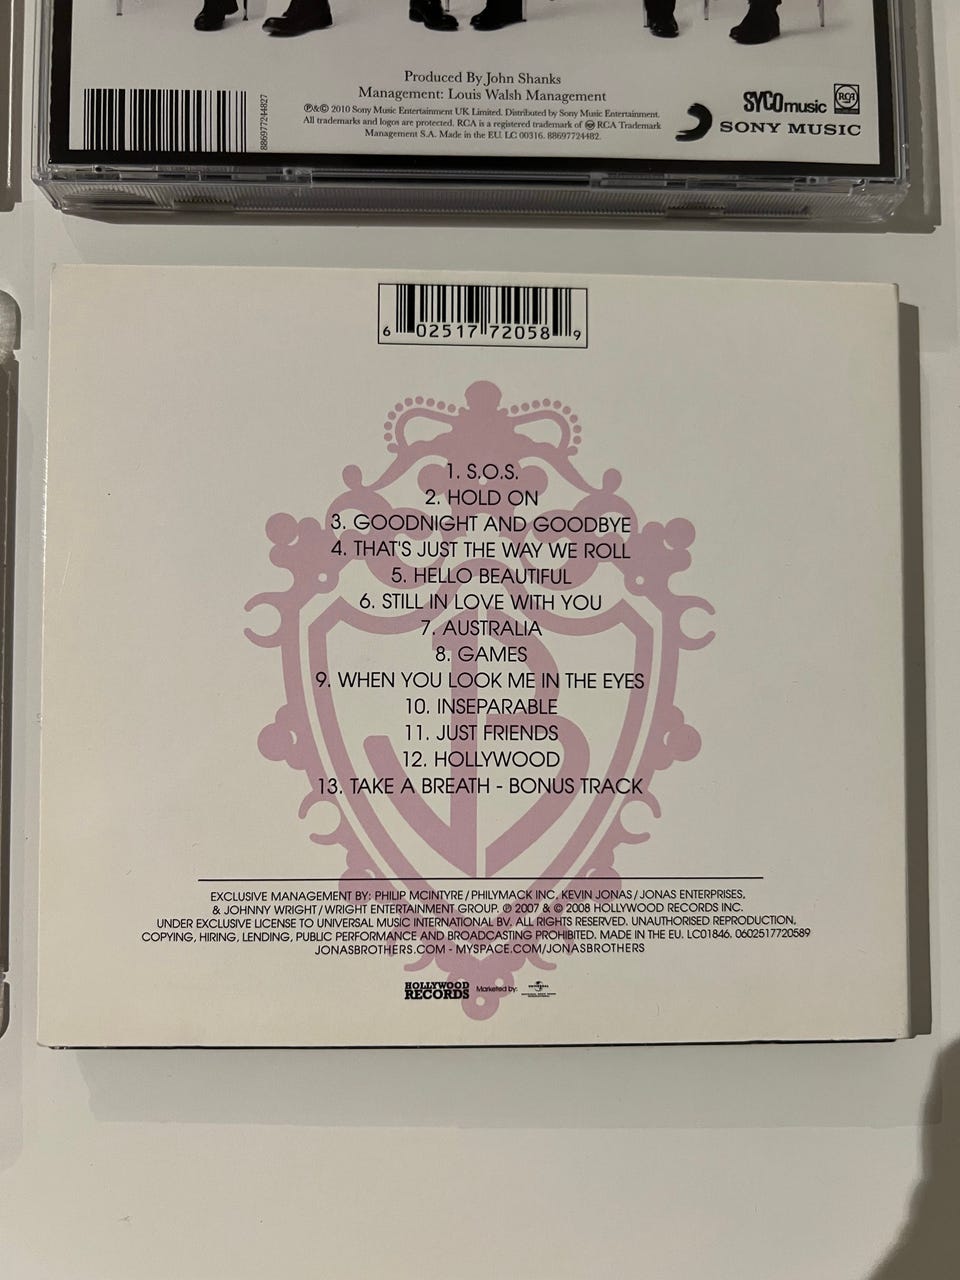 Produced By John Shanks
Management: Louis Walsh Management
℗&© 2010 Sony Music Entertainment UK Limited. Distributed by Sony Music Entertainment.
All trademarks and logos are protected. RCA is a registered trademark of RCA Trademark
Management S.A. Made in the EU. LC 00316. 88697724482.
886977244827
SYCOmusic
RCA
SONY MUSIC
6 02517 72058 9
1. S.O.S.
2. HOLD ON
3. GOODNIGHT AND GOODBYE
4. THAT'S JUST THE WAY WE ROLL
5. HELLO BEAUTIFUL
6. STILL IN LOVE WITH YOU
7. AUSTRALIA
8. GAMES
9. WHEN YOU LOOK ME IN THE EYES
10. INSEPARABLE
11. JUST FRIENDS
12. HOLLYWOOD
13. TAKE A BREATH - BONUS TRACK
JB
EXCLUSIVE MANAGEMENT BY: PHILIP MCINTYRE/PHILYMACK INC, KEVIN JONAS/JONAS ENTERPRISES,
& JOHNNY WRIGHT/WRIGHT ENTERTAINMENT GROUP. ℗ 2007 & © 2008 HOLLYWOOD RECORDS INC.
UNDER EXCLUSIVE LICENSE TO UNIVERSAL MUSIC INTERNATIONAL BV. ALL RIGHTS RESERVED. UNAUTHORISED REPRODUCTION,
COPYING, HIRING, LENDING, PUBLIC PERFORMANCE AND BROADCASTING PROHIBITED. MADE IN THE EU. LC01846. 0602517720589
JONASBROTHERS.COM - MYSPACE.COM/JONASBROTHERS
HOLLYWOOD
RECORDS
Marketed by:
UNIVERSAL